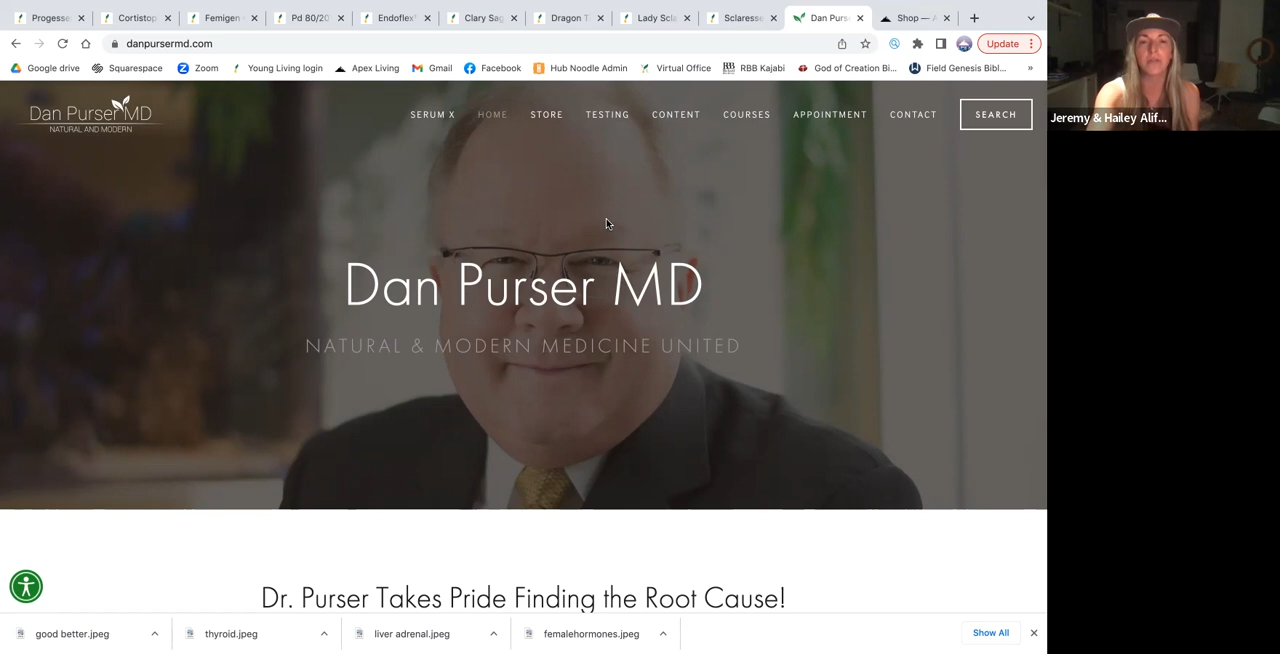 Progesse Cortistop Femigen Pd 80/20 Endoflex Clary Sag Dragon T Lady Scla Sclaresse Dan Purse Shop — A
danpursermd.com Update
Google drive Squarespace Zoom Young Living login Apex Living Gmail Facebook Hub Noodle Admin Virtual Office RBB Kajabi God of Creation Bi... Field Genesis Bibl... »
Dan Purser MD
NATURAL AND MODERN
SERUM X HOME STORE TESTING CONTENT COURSES APPOINTMENT CONTACT SEARCH
Jeremy & Hailey Alif...
Dan Purser MD
NATURAL & MODERN MEDICINE UNITED
Dr. Purser Takes Pride Finding the Root Cause!
good better.jpeg thyroid.jpeg liver adrenal.jpeg femalehormones.jpeg Show All